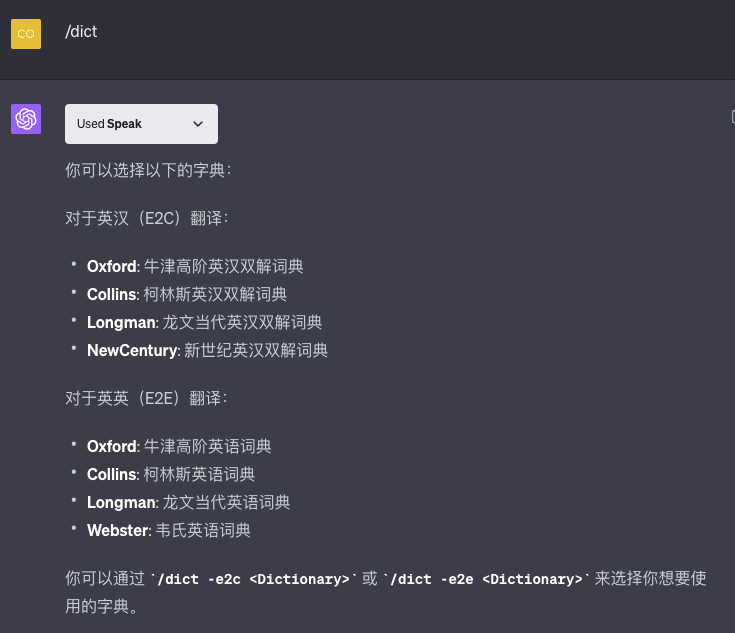 CO
/dict
Used Speak
你可以选择以下的字典：
对于英汉（E2C）翻译：
• Oxford: 牛津高阶英汉双解词典
• Collins: 柯林斯英汉双解词典
• Longman: 龙文当代英汉双解词典
• NewCentury: 新世纪英汉双解词典
对于英英（E2E）翻译：
• Oxford: 牛津高阶英语词典
• Collins: 柯林斯英语词典
• Longman: 龙文当代英语词典
• Webster: 韦氏英语词典
你可以通过 `/dict -e2c <Dictionary>` 或 `/dict -e2e <Dictionary>` 来选择你想要使
用的字典。